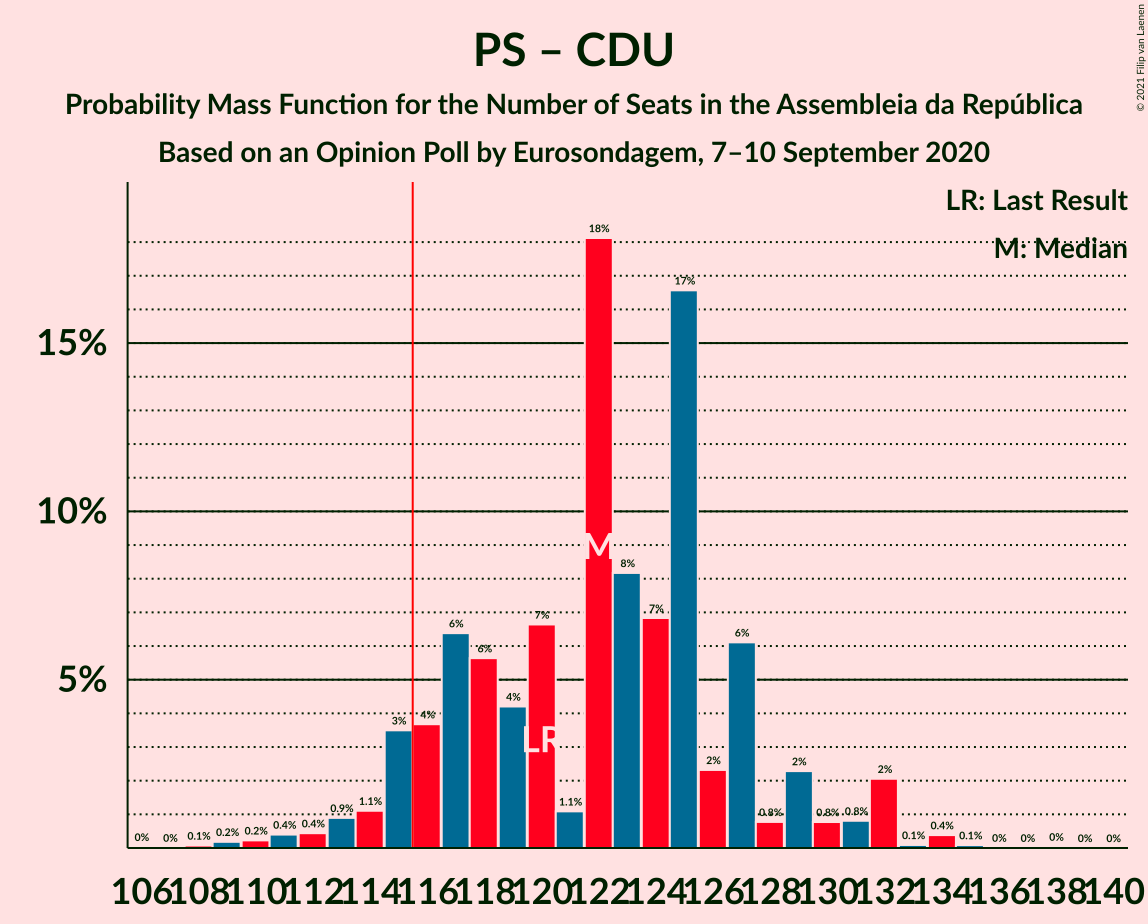 PS – CDU
Probability Mass Function for the Number of Seats in the Assembleia da República
Based on an Opinion Poll by Eurosondagem, 7–10 September 2020
© 2021 Filip van Laenen
LR: Last Result
M: Median
15%
10%
5%
0% 0% 0.1% 0.2% 0.2% 0.4% 0.4% 0.9% 1.1% 3% 4% 6% 6% 4% 7% 1.1% 18% 8% 7% 17% 2% 6% 0.8% 2% 0.8% 0.8% 2% 0.1% 0.4% 0.1% 0% 0% 0% 0% 0%
M
LR
106 108 110 112 114 116 118 120 122 124 126 128 130 132 134 136 138 140